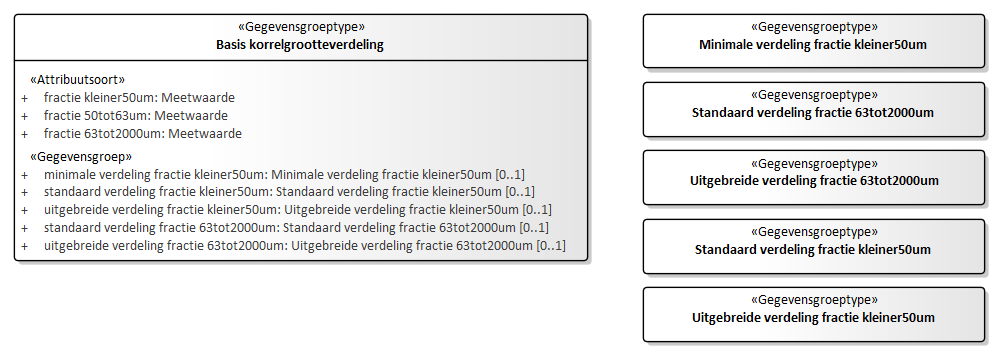 «Gegevensgroeptype»
Basis korrelgrootteverdeling
«Attribuutsoort»
+ fractie kleiner50um: Meetwaarde
+ fractie 50tot63um: Meetwaarde
+ fractie 63tot2000um: Meetwaarde
«Gegevensgroep»
+ minimale verdeling fractie kleiner50um: Minimale verdeling fractie kleiner50um [0..1]
+ standaard verdeling fractie kleiner50um: Standaard verdeling fractie kleiner50um [0..1]
+ uitgebreide verdeling fractie kleiner50um: Uitgebreide verdeling fractie kleiner50um [0..1]
+ standaard verdeling fractie 63tot2000um: Standaard verdeling fractie 63tot2000um [0..1]
+ uitgebreide verdeling fractie 63tot2000um: Uitgebreide verdeling fractie 63tot2000um [0..1]
«Gegevensgroeptype»
Minimale verdeling fractie kleiner50um
«Gegevensgroeptype»
Standaard verdeling fractie 63tot2000um
«Gegevensgroeptype»
Uitgebreide verdeling fractie 63tot2000um
«Gegevensgroeptype»
Standaard verdeling fractie kleiner50um
«Gegevensgroeptype»
Uitgebreide verdeling fractie kleiner50um